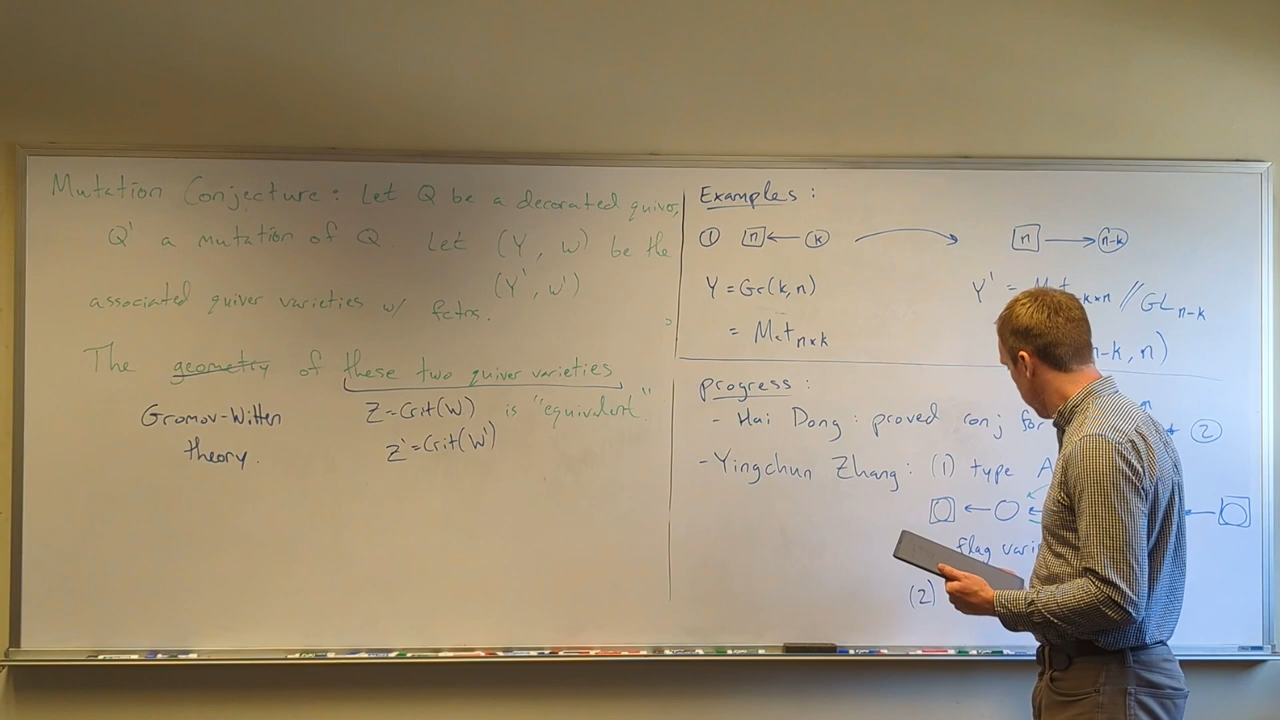 Mutation Conjecture: Let Q be a decorated quiver,
Q' a mutation of Q. Let (Y, W) be the
(Y', W')
associated quiver varieties w/ fctns.
The geometry of these two quiver varieties
Gromov-Witten
theory.
Z=Crit(W) is "equivalent"
Z'=Crit(W')
Examples:
① n ← k n → n-k
Y = Gr(k,n) Y' = -k×n // GL n-k
= Mat n×k n-k, n)
progress:
- Hai Dong: proved conj for 2
- Yingchun Zhang: (1) type A
flag vari
(2)